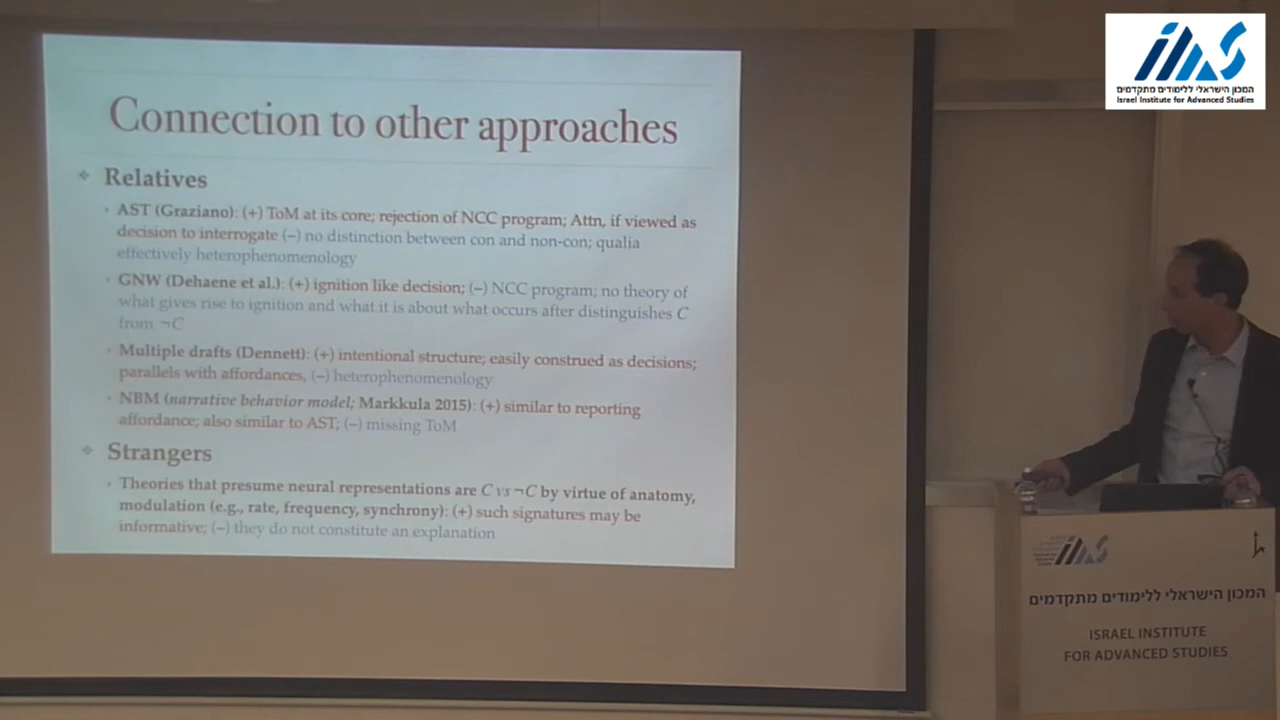 Connection to other approaches
Relatives
AST (Graziano): (+) ToM at its core; rejection of NCC program; Attn, if viewed as
decision to interrogate (–) no distinction between con and non-con; qualia
effectively heterophenomenology
GNW (Dehaene et al.): (+) ignition like decision; (–) NCC program; no theory of
what gives rise to ignition and what it is about what occurs after distinguishes C
from ¬C
Multiple drafts (Dennett): (+) intentional structure; easily construed as decisions;
parallels with affordances, (–) heterophenomenology
NBM (narrative behavior model; Markkula 2015): (+) similar to reporting
affordance; also similar to AST; (–) missing ToM
Strangers
Theories that presume neural representations are C vs ¬C by virtue of anatomy,
modulation (e.g., rate, frequency, synchrony): (+) such signatures may be
informative; (–) they do not constitute an explanation
המכון הישראלי ללימודים מתקדמים
Israel Institute for Advanced Studies
המכון הישראלי ללימודים מתקדמים
ISRAEL INSTITUTE
FOR ADVANCED STUDIES